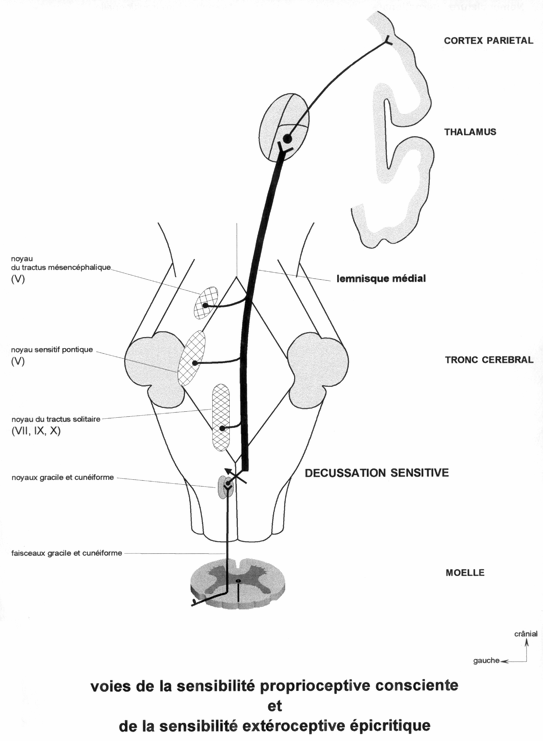 CORTEX PARIETAL
THALAMUS
noyau
du tractus mésencéphalique
(V)
lemnisque médial
noyau sensitif pontique
(V)
TRONC CEREBRAL
noyau du tractus solitaire
(VII, IX, X)
DECUSSATION SENSITIVE
noyaux gracile et cunéiforme
faisceaux gracile et cunéiforme
MOELLE
crânial
gauche
voies de la sensibilité proprioceptive consciente
et
de la sensibilité extéroceptive épicritique